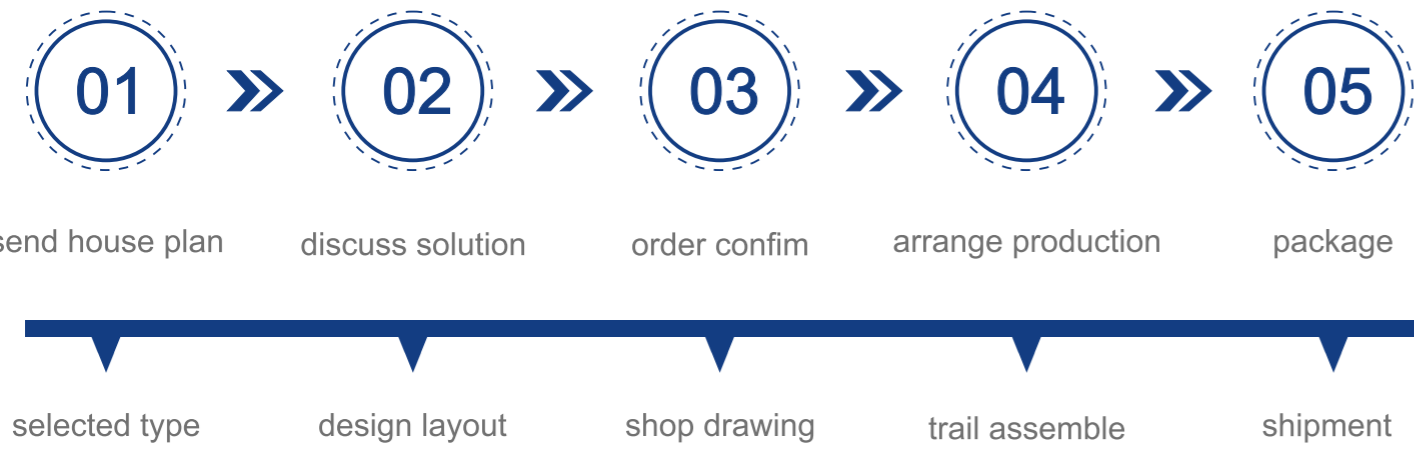 01 02 03 04 05
send house plan discuss solution order confim arrange production package
selected type design layout shop drawing trail assemble shipment